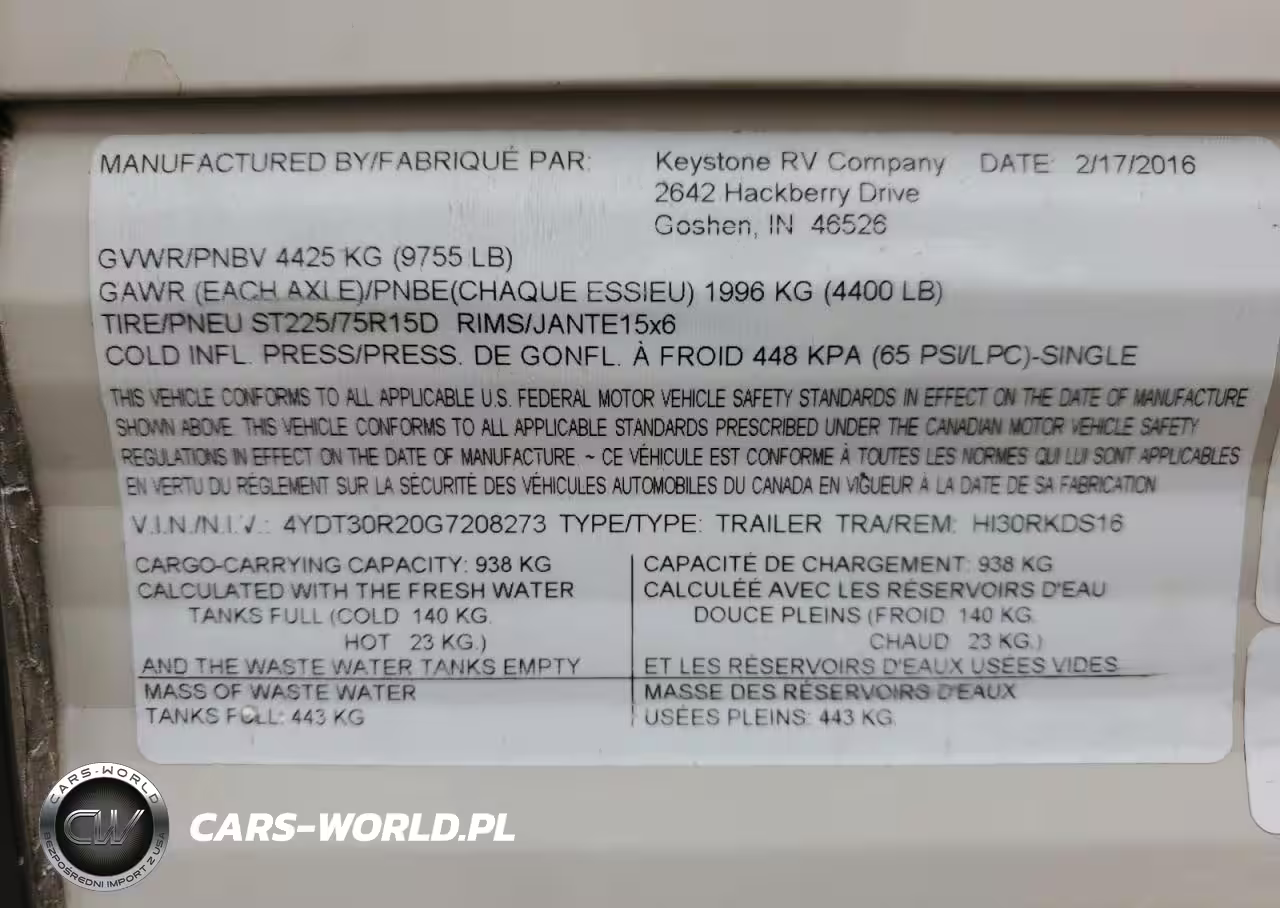 MANUFACTURED BY/FABRIQUÉ PAR: Keystone RV Company DATE: 2/17/2016
2642 Hackberry Drive
Goshen, IN 46526
GVWR/PNBV 4425 KG (9755 LB)
GAWR (EACH AXLE)/PNBE(CHAQUE ESSIEU) 1996 KG (4400 LB)
TIRE/PNEU ST225/75R15D RIMS/JANTE15x6
COLD INFL. PRESS/PRESS. DE GONFL. À FROID 448 KPA (65 PSI/LPC)-SINGLE
THIS VEHICLE CONFORMS TO ALL APPLICABLE U.S. FEDERAL MOTOR VEHICLE SAFETY STANDARDS IN EFFECT ON THE DATE OF MANUFACTURE
SHOWN ABOVE. THIS VEHICLE CONFORMS TO ALL APPLICABLE STANDARDS PRESCRIBED UNDER THE CANADIAN MOTOR VEHICLE SAFETY
REGULATIONS IN EFFECT ON THE DATE OF MANUFACTURE. ~ CE VÉHICULE EST CONFORME À TOUTES LES NORMES QUI LUI SONT APPLICABLES
EN VERTU DU RÈGLEMENT SUR LA SÉCURITÉ DES VÉHICULES AUTOMOBILES DU CANADA EN VIGUEUR À LA DATE DE SA FABRICATION
V.I.N./N.I.V.: 4YDT30R20G7208273 TYPE/TYPE: TRAILER TRA/REM: HI30RKDS16
CARGO-CARRYING CAPACITY: 938 KG
CALCULATED WITH THE FRESH WATER
TANKS FULL (COLD 140 KG.
HOT 23 KG.)
AND THE WASTE WATER TANKS EMPTY
MASS OF WASTE WATER
TANKS FULL: 443 KG
CAPACITÉ DE CHARGEMENT: 938 KG
CALCULÉÉ AVEC LES RÉSERVOIRS D'EAU
DOUCE PLEINS (FROID 140 KG.
CHAUD 23 KG.)
ET LES RÉSERVOIRS D'EAUX USÉES VIDES
MASSE DES RÉSERVOIRS D'EAUX
USÉES PLEINS: 443 KG.
CARS-WORLD
CW
BEZPOŚREDNI IMPORT Z USA
CARS-WORLD.PL